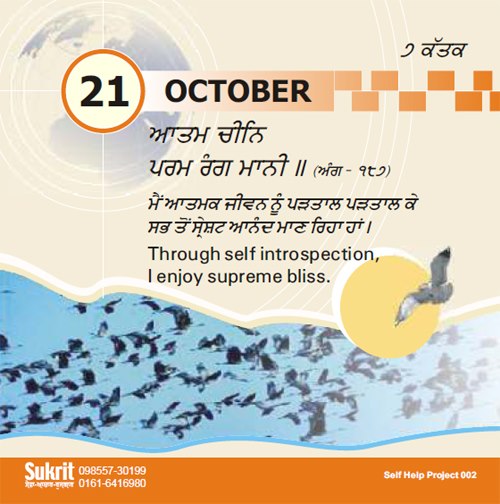 ੭ ਕੱਤਕ
21 OCTOBER
ਆਤਮ ਚੀਨਿ
ਪਰਮ ਰੰਗ ਮਾਨੀ ॥ (ਅੰਗ - ੧੮੭)
ਮੈਂ ਆਤਮਕ ਜੀਵਨ ਨੂੰ ਪੜਤਾਲ ਪੜਤਾਲ ਕੇ
ਸਭ ਤੋਂ ਸ੍ਰੇਸ਼ਟ ਆਨੰਦ ਮਾਣ ਰਿਹਾ ਹਾਂ ।
Through self introspection,
I enjoy supreme bliss.
Sukrit 098557-30199
0161-6416980
Self Help Project 002